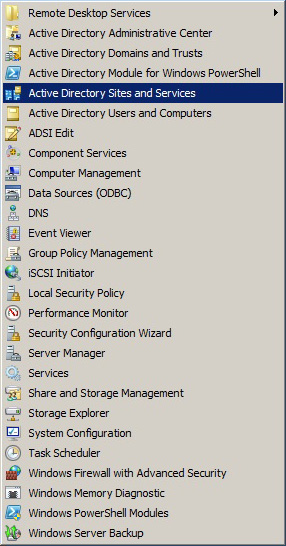 Remote Desktop Services
Active Directory Administrative Center
Active Directory Domains and Trusts
Active Directory Module for Windows PowerShell
Active Directory Sites and Services
Active Directory Users and Computers
ADSI Edit
Component Services
Computer Management
Data Sources (ODBC)
DNS
Event Viewer
Group Policy Management
iSCSI Initiator
Local Security Policy
Performance Monitor
Security Configuration Wizard
Server Manager
Services
Share and Storage Management
Storage Explorer
System Configuration
Task Scheduler
Windows Firewall with Advanced Security
Windows Memory Diagnostic
Windows PowerShell Modules
Windows Server Backup